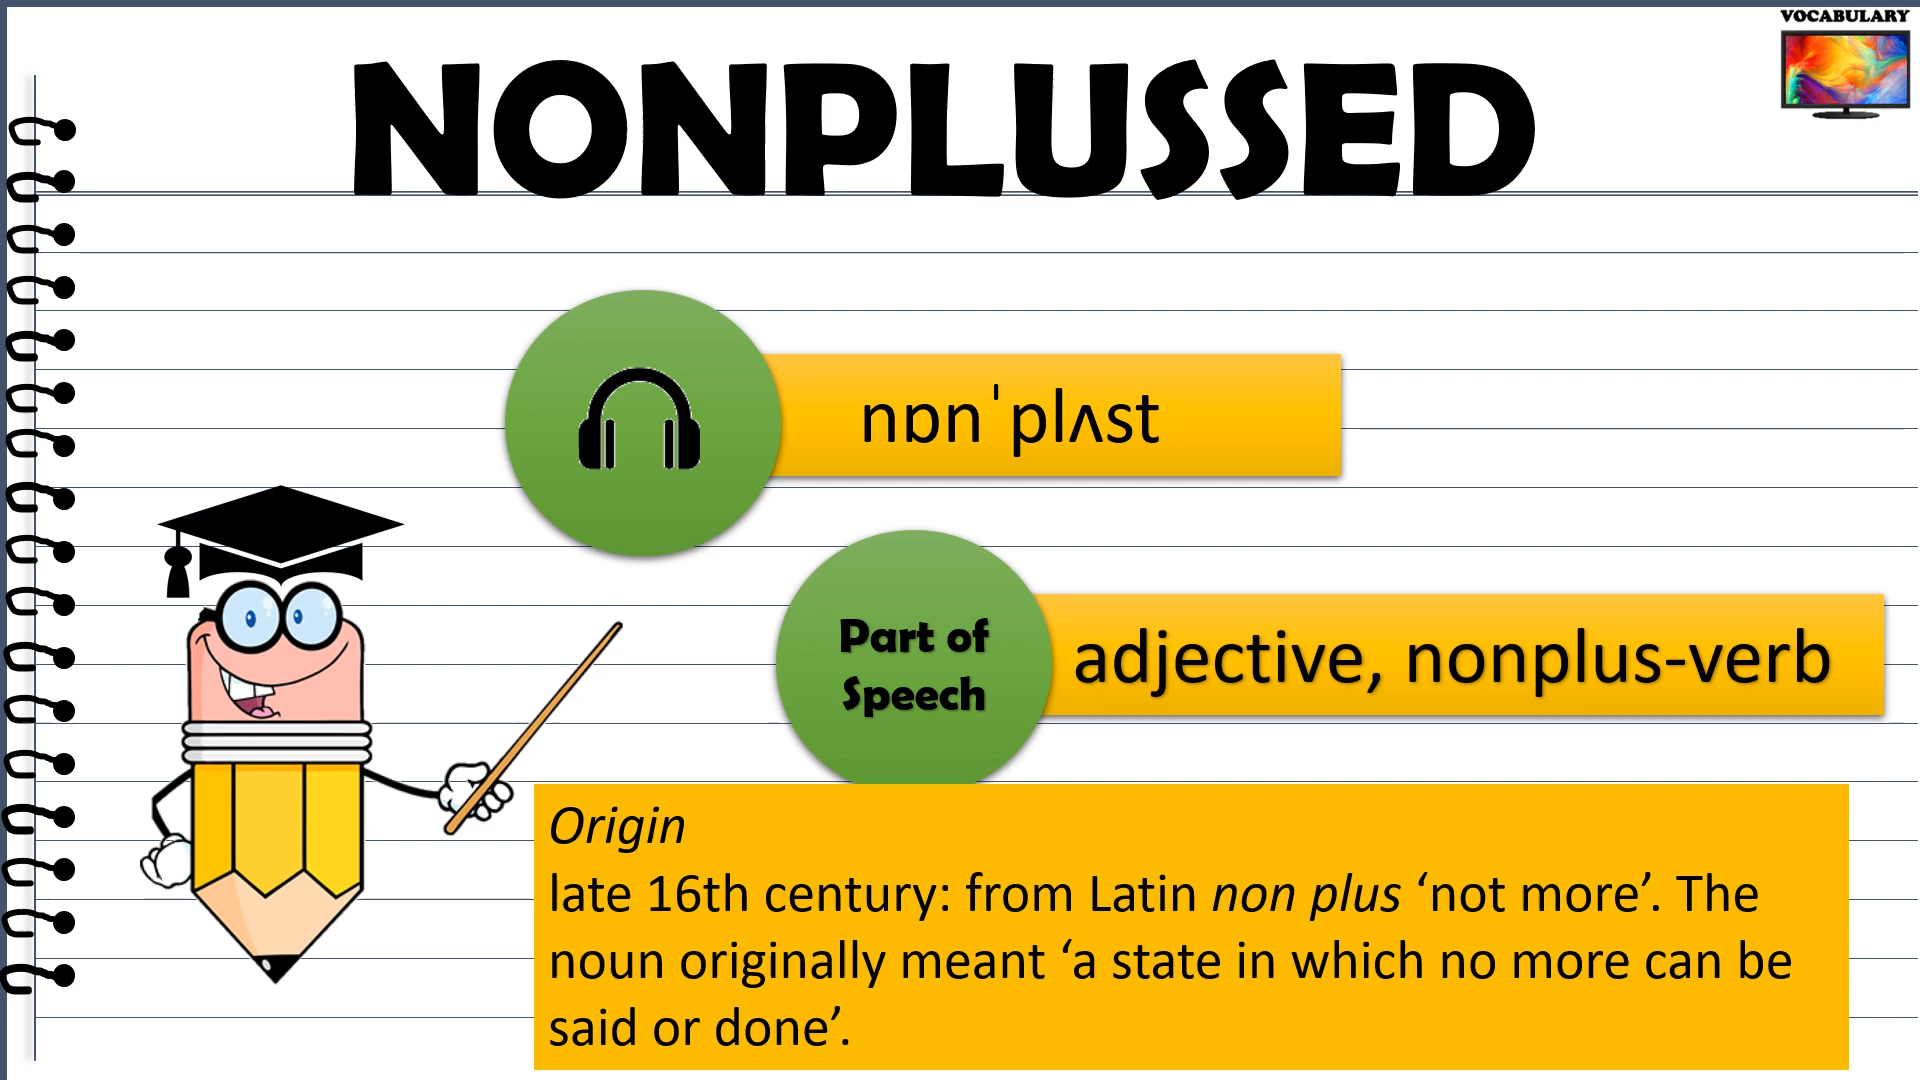 VOCABULARY
NONPLUSSED
nɒnˈplʌst
Part of
Speech
adjective, nonplus-verb
Origin
late 16th century: from Latin non plus ‘not more’. The
noun originally meant ‘a state in which no more can be
said or done’.